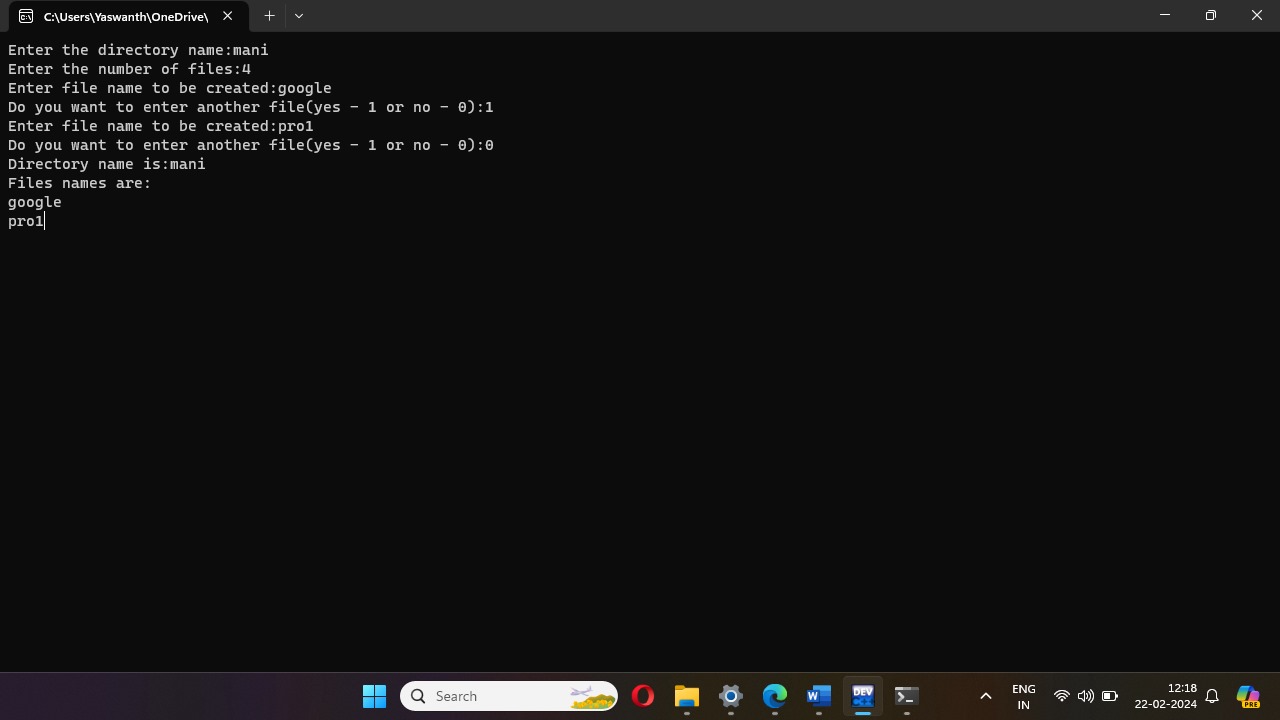 C:\Users\Yaswanth\OneDrive\
Enter the directory name:mani
Enter the number of files:4
Enter file name to be created:google
Do you want to enter another file(yes - 1 or no - 0):1
Enter file name to be created:pro1
Do you want to enter another file(yes - 1 or no - 0):0
Directory name is:mani
Files names are:
google
pro1
Search
DEV
ENG
IN
12:18
22-02-2024
PRE